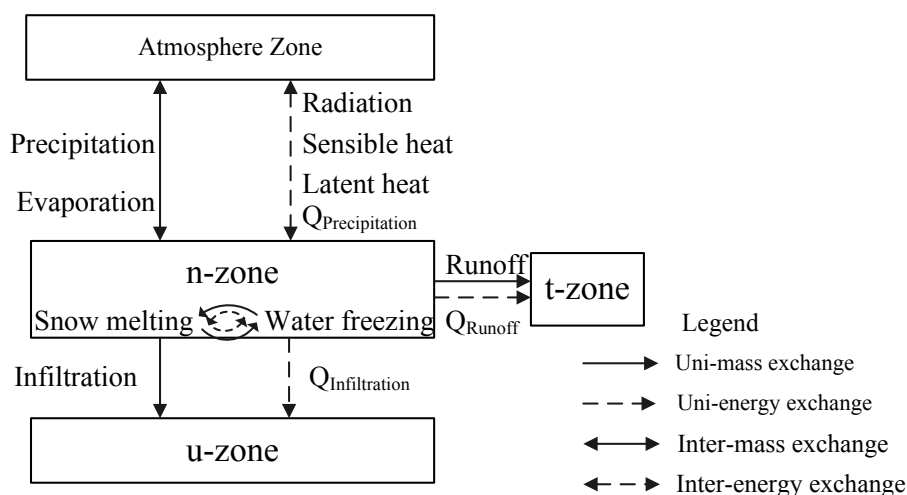 Atmosphere Zone
Radiation
Precipitation
Sensible heat
Latent heat
Evaporation
QPrecipitation
n-zone
Runoff
t-zone
Snow melting
Water freezing
QRunoff
Legend
Infiltration
QInfiltration
Uni-mass exchange
Uni-energy exchange
u-zone
Inter-mass exchange
Inter-energy exchange